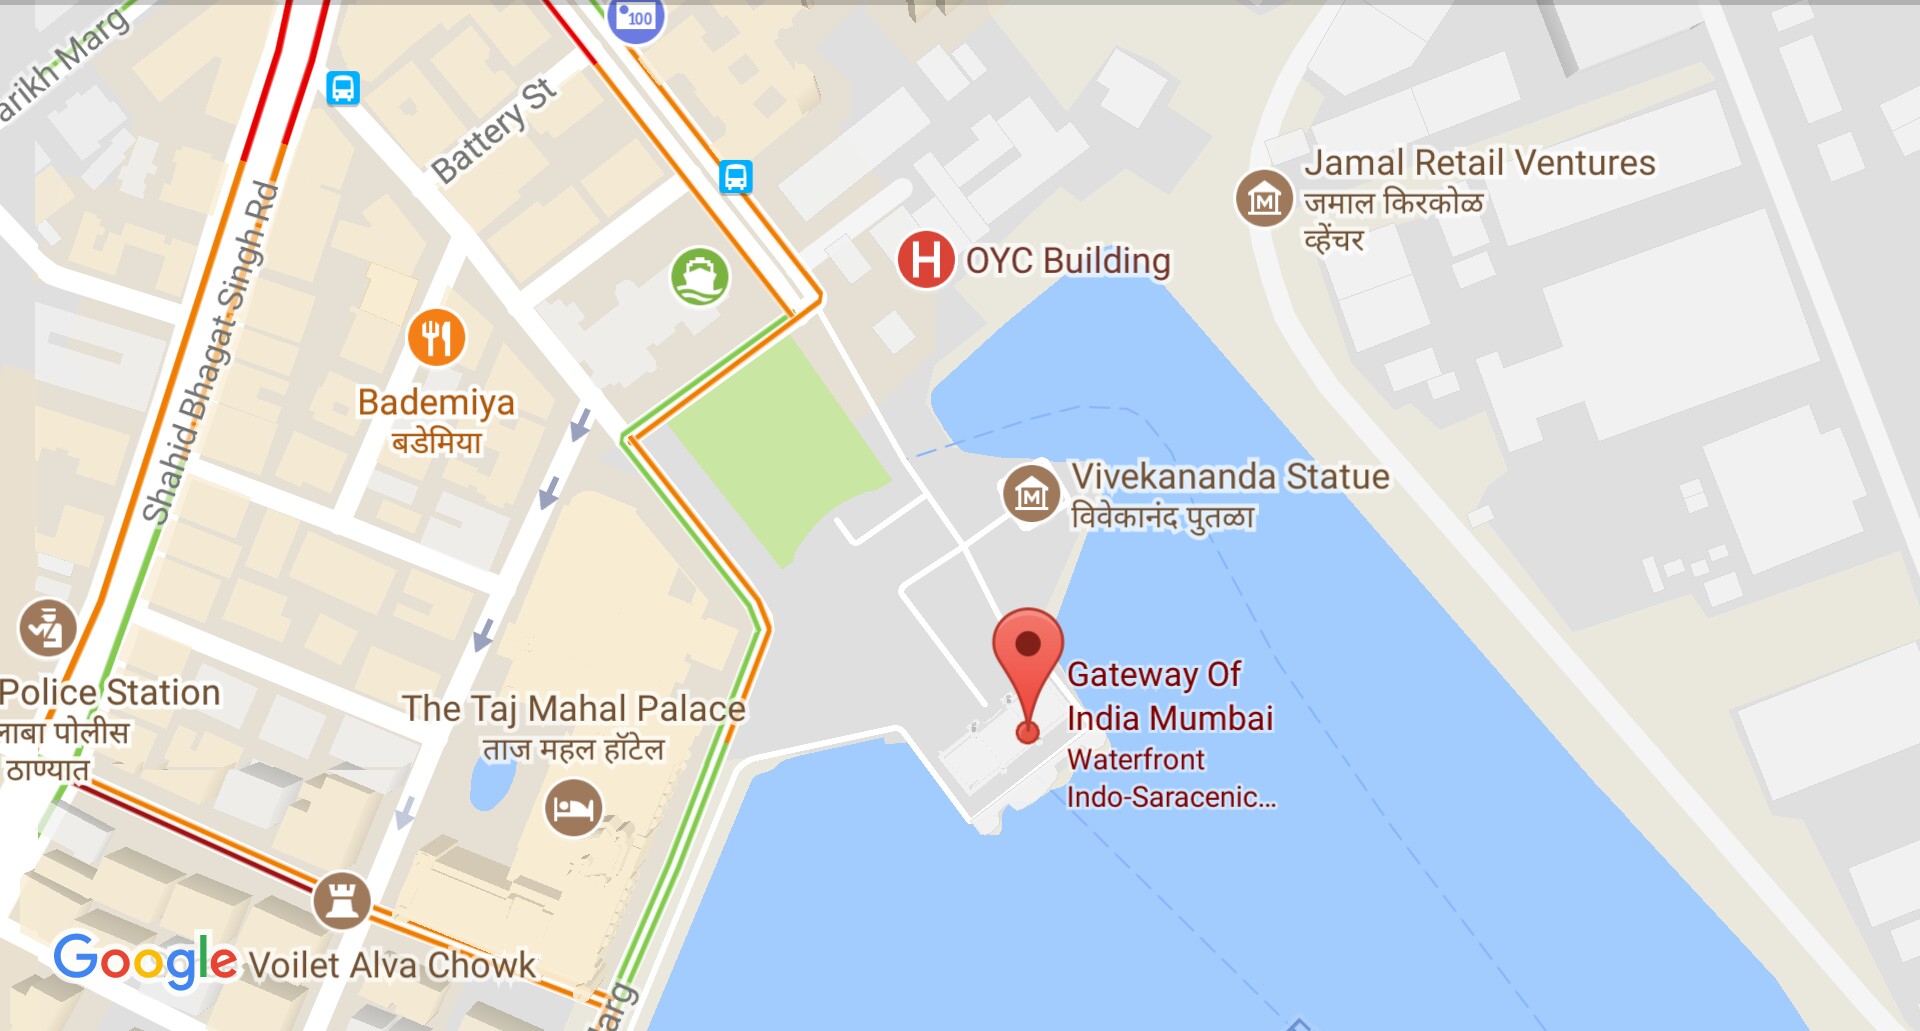 arikh Marg
100
Battery St
Shahid Bhagat Singh Rd
Jamal Retail Ventures
जमाल किरकोळ
व्हेंचर
H
OYC Building
Bademiya
बडेमिया
Vivekananda Statue
विवेकानंद पुतळा
Police Station
लाबा पोलीस
ठाण्यात
The Taj Mahal Palace
ताज महल हॉटेल
Gateway Of
India Mumbai
Waterfront
Indo-Saracenic...
Google
Voilet Alva Chowk
Marg